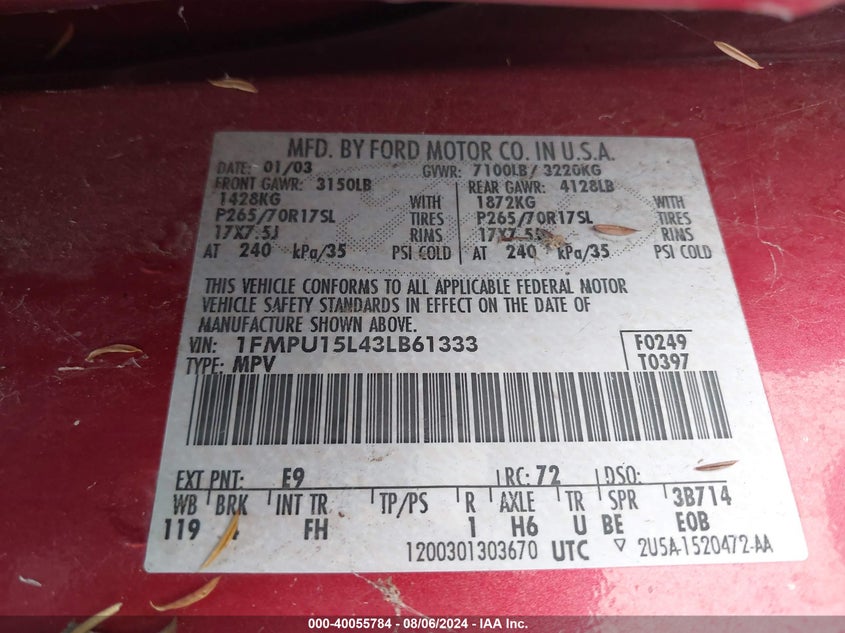 MFD. BY FORD MOTOR CO. IN U.S.A.
DATE: 01/03 GVWR: 7100LB/ 3220KG
FRONT GAWR: 3150LB REAR GAWR: 4128LB
1428KG WITH 1872KG WITH
P265/70R17SL TIRES P265/70R17SL TIRES
17X7.5J RIMS 17X7.5J RIMS
AT 240 kPa/35 PSI COLD AT 240 kPa/35 PSI COLD
THIS VEHICLE CONFORMS TO ALL APPLICABLE FEDERAL MOTOR
VEHICLE SAFETY STANDARDS IN EFFECT ON THE DATE OF
MANUFACTURE SHOWN ABOVE.
VIN: 1FMPU15L43LB61333 F0249
TYPE: MPV T0397
EXT PNT: E9 RC: 72 DSO:
WB BRK INT TR TP/PS R AXLE TR SPR 3B714
119 FH 1 H6 U BE EOB
1200301303670 UTC ▽ 2U5A-1520472-AA
000-40055784 - 08/06/2024 - IAA Inc.